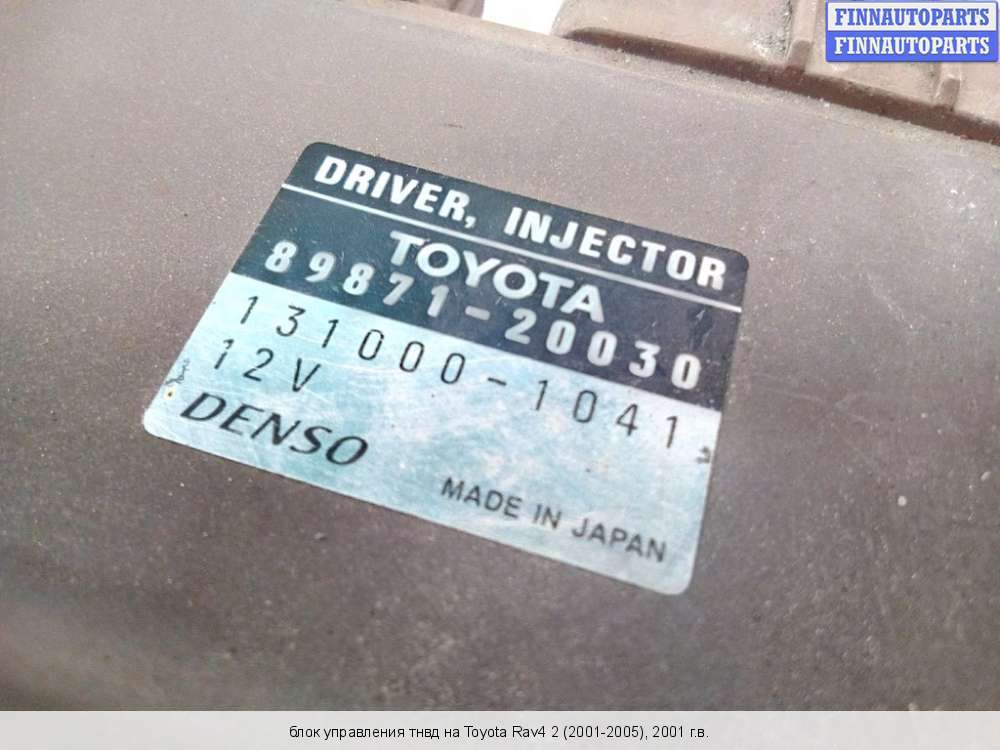 FINNAUTOPARTS
FINNAUTOPARTS
DRIVER, INJECTOR
TOYOTA
89871-20030
131000-1041
12V
DENSO
MADE IN JAPAN
блок управления тнвд на Toyota Rav4 2 (2001-2005), 2001 г.в.